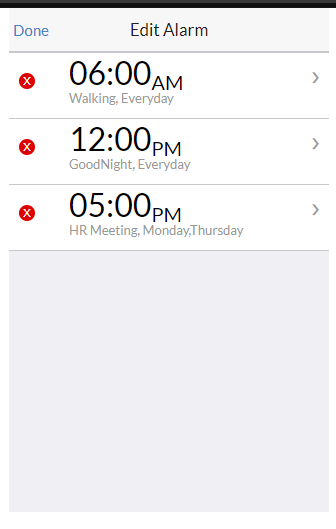 Done Edit Alarm
x 06:00AM
Walking, Everyday
x 12:00PM
GoodNight, Everyday
x 05:00PM
HR Meeting, Monday,Thursday